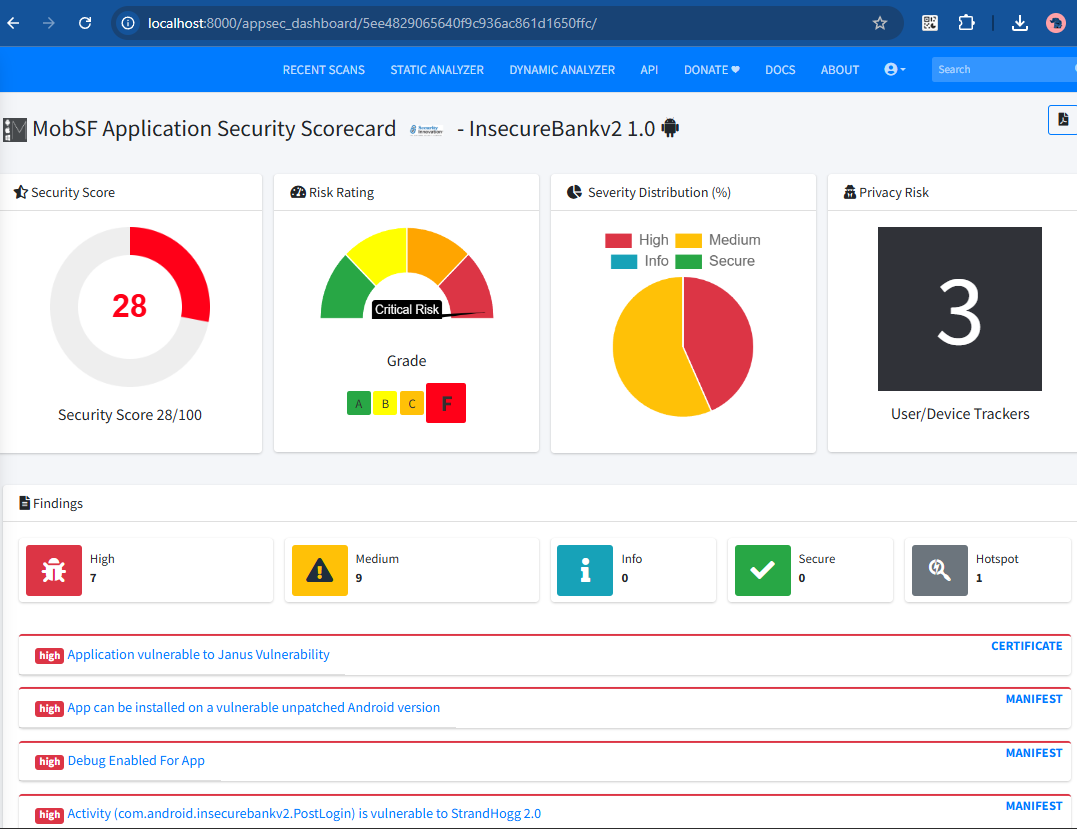 localhost:8000/appsec_dashboard/5ee4829065640f9c936ac861d1650ffc/
RECENT SCANS STATIC ANALYZER DYNAMIC ANALYZER API DONATE ABOUT DOCS Search
MobSF Application Security Scorecard Security Innovation - InsecureBankv2 1.0
Security Score
28
Security Score 28/100
Risk Rating
Critical Risk
Grade
A B C F
Severity Distribution (%)
High Medium
Info Secure
Privacy Risk
3
User/Device Trackers
Findings
High
7
Medium
9
Info
0
Secure
0
Hotspot
1
high Application vulnerable to Janus Vulnerability CERTIFICATE
high App can be installed on a vulnerable unpatched Android version MANIFEST
high Debug Enabled For App MANIFEST
high Activity (com.android.insecurebankv2.PostLogin) is vulnerable to StrandHogg 2.0 MANIFEST